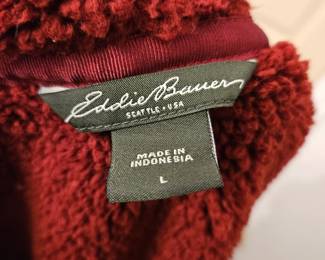 Eddie Bauer
SEATTLE • USA
MADE IN
INDONESIA
L